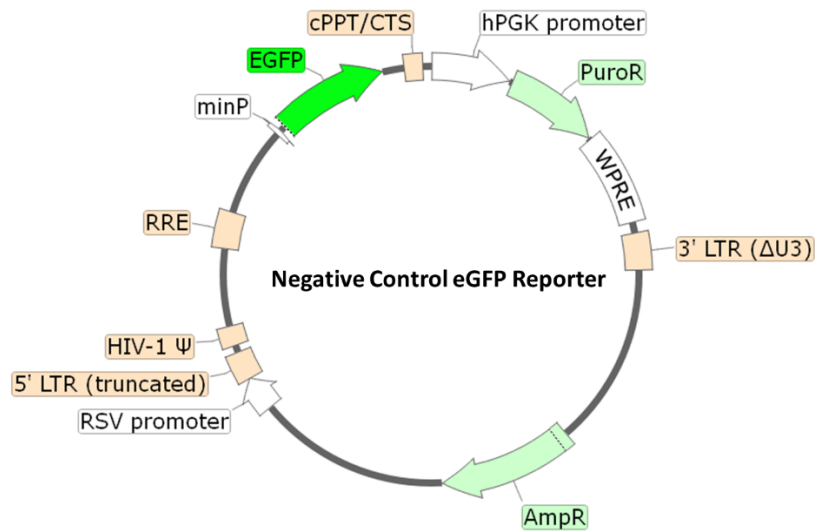 cPPT/CTS
hPGK promoter
EGFP
PuroR
minP
WPRE
RRE
3' LTR (ΔU3)
Negative Control eGFP Reporter
HIV-1 Ψ
5' LTR (truncated)
RSV promoter
AmpR